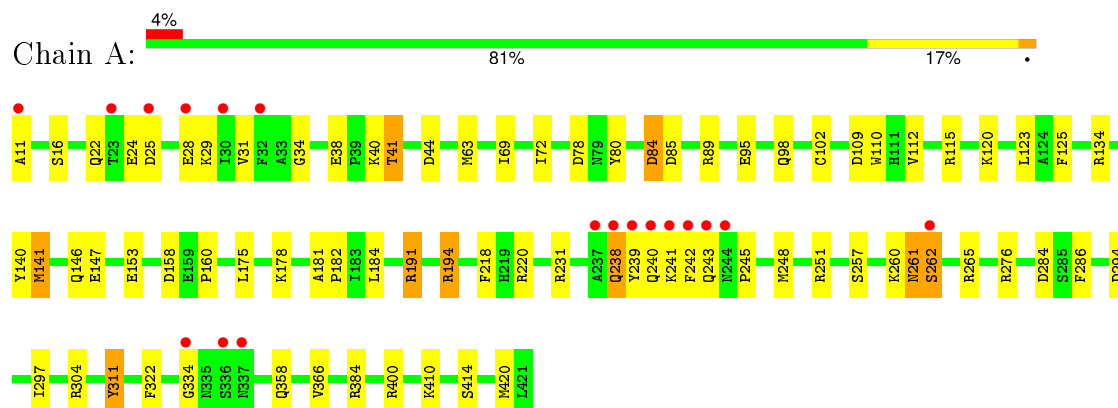 4%
Chain A:
81% 17% •
A11 S16 Q22 T23 E24 D25 E28 K29 I30 V31 F32 A33 G34 E38 P39 K40 T41 D44 M63 I69 I72 D78 N79 Y80 D84 D85 R89 E95 Q98 C102 D109 W110 H111 V112 R115 K120 L123 A124 F125 R134
Y140 M141 Q146 E147 E153 D158 E159 P160 L175 K178 A181 P182 I183 L184 R191 R194 F218 H219 R220 R231 A237 Q238 Y239 Q240 K241 F242 Q243 N244 P245 M248 R251 S257 K260 N261 S262 R265 R276 D284 S285 F286
I297 R304 Y311 F322 G334 N335 S336 N337 Q358 V366 R384 R400 K410 S414 M420 L421